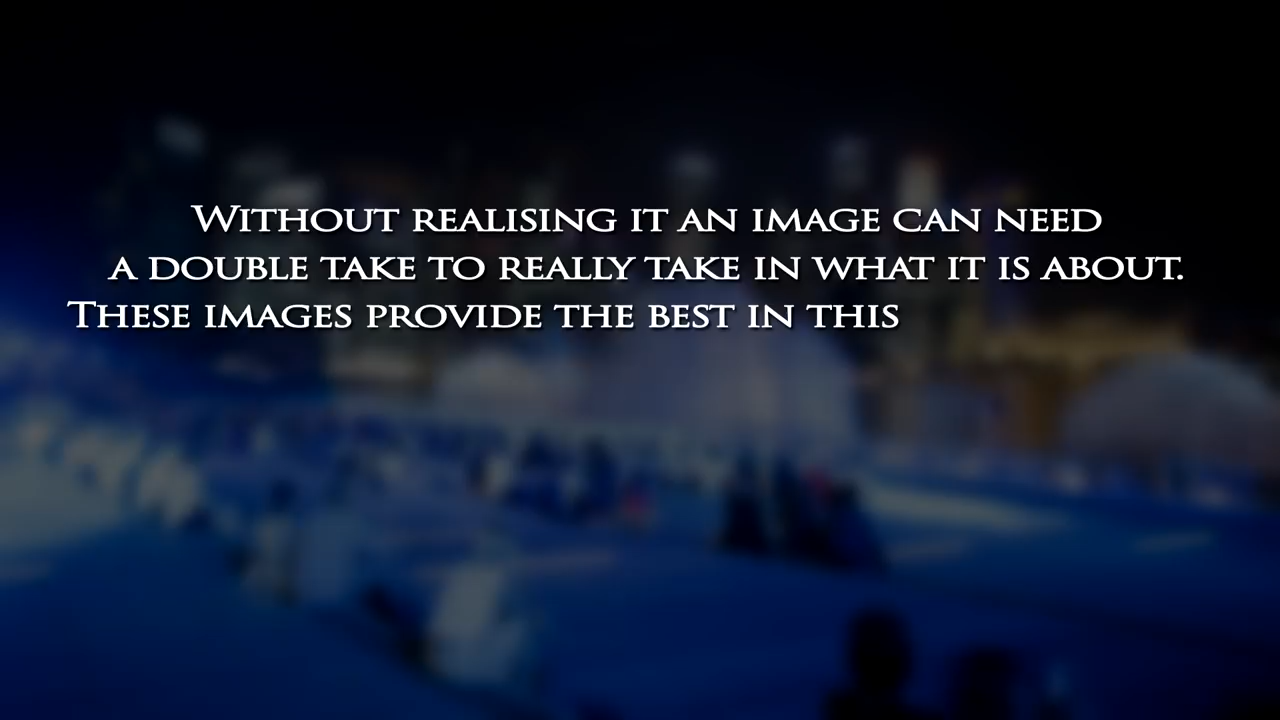 Without realising it an image can need
a double take to really take in what it is about.
These images provide the best in this